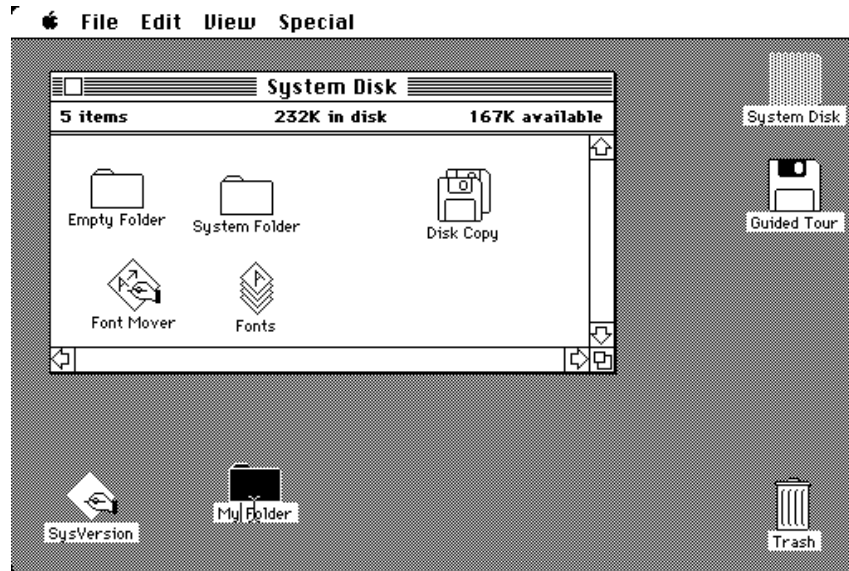 File Edit View Special
System Disk
5 items 232K in disk 167K available
Empty Folder System Folder Disk Copy
Font Mover Fonts
System Disk
Guided Tour
SysVersion My Folder Trash